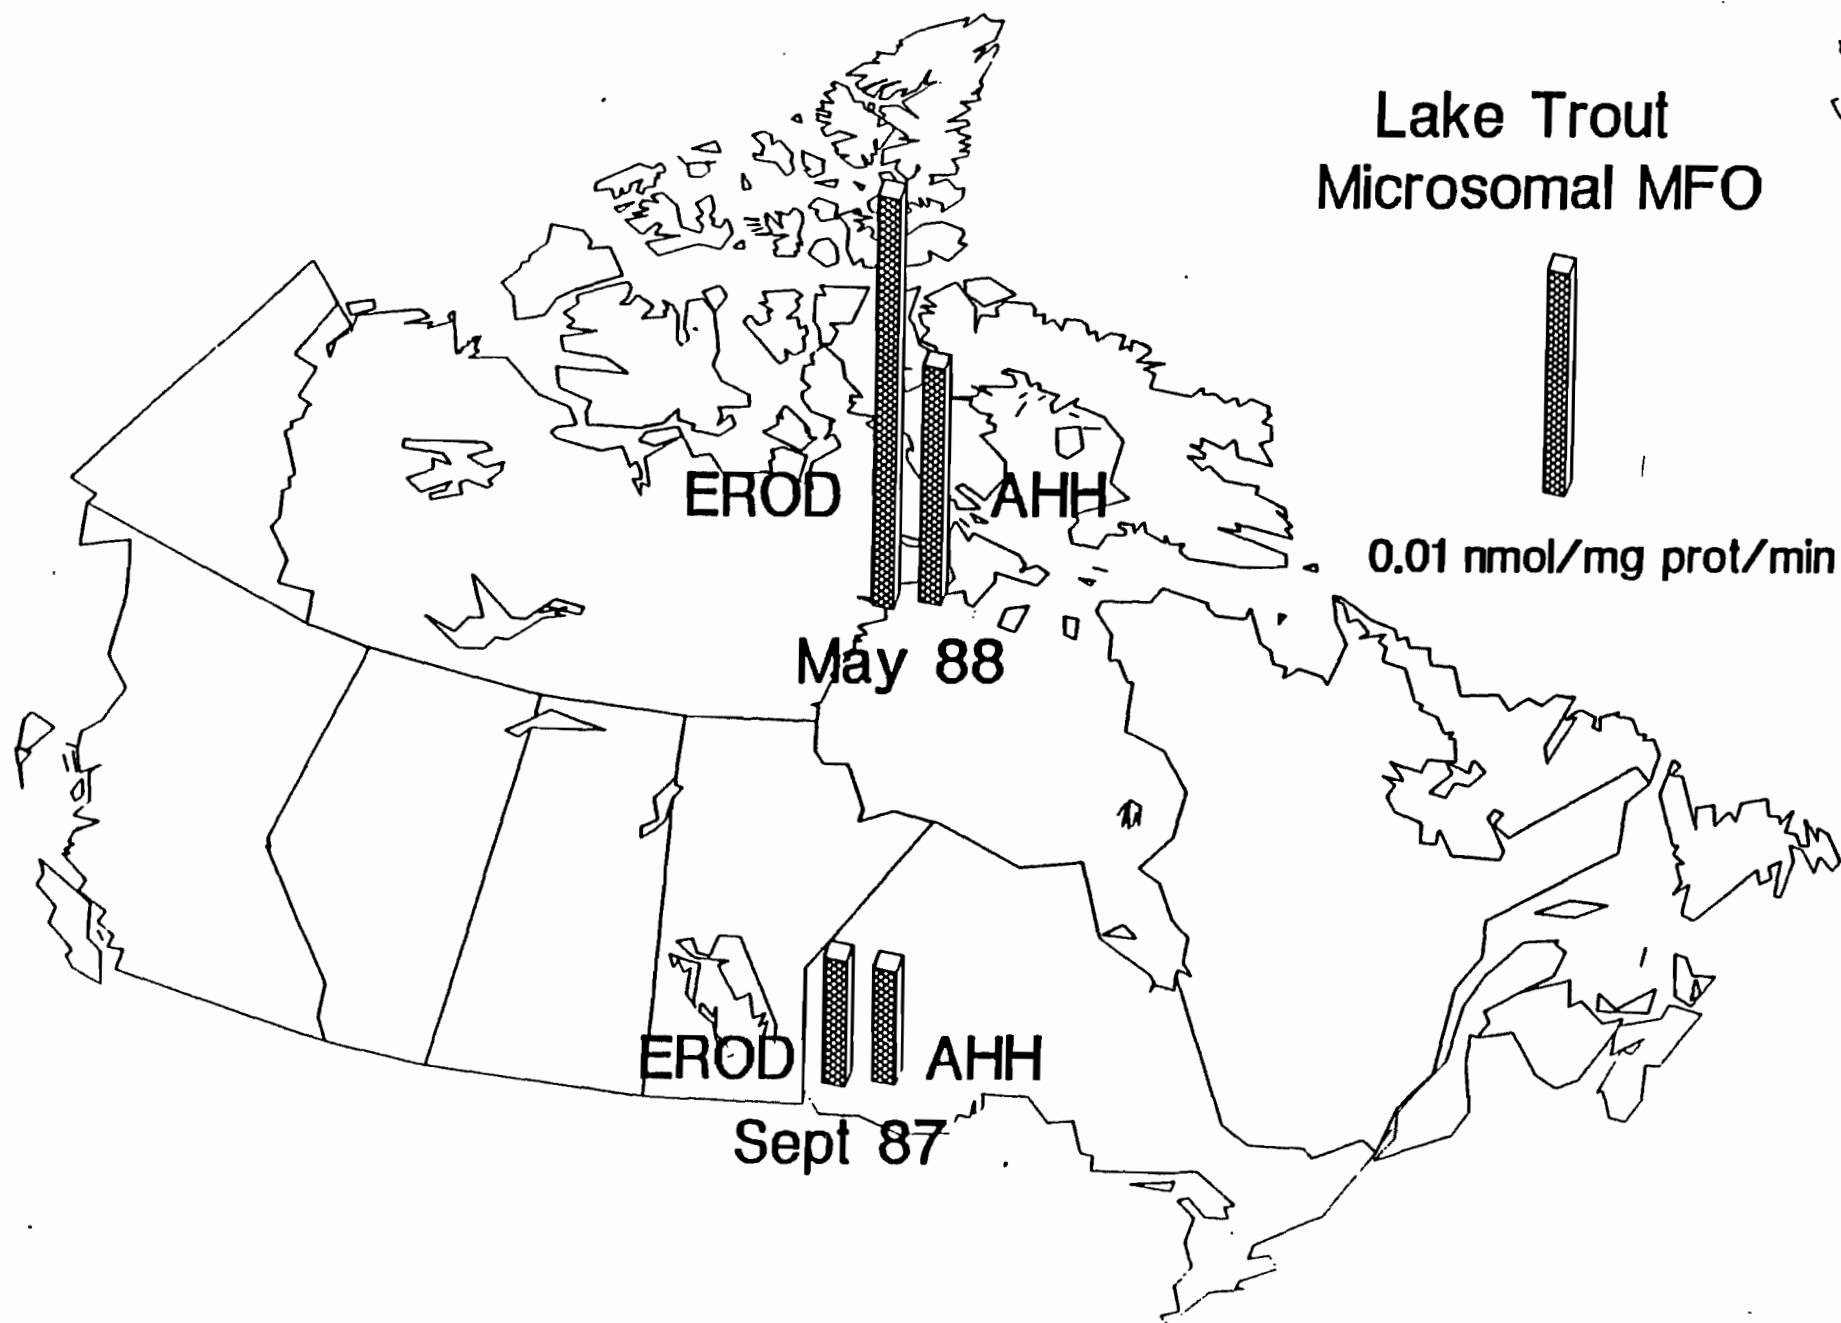 Lake Trout
Microsomal MFO
0.01 nmol/mg prot/min
EROD
AHH
May 88
EROD
AHH
Sept 87